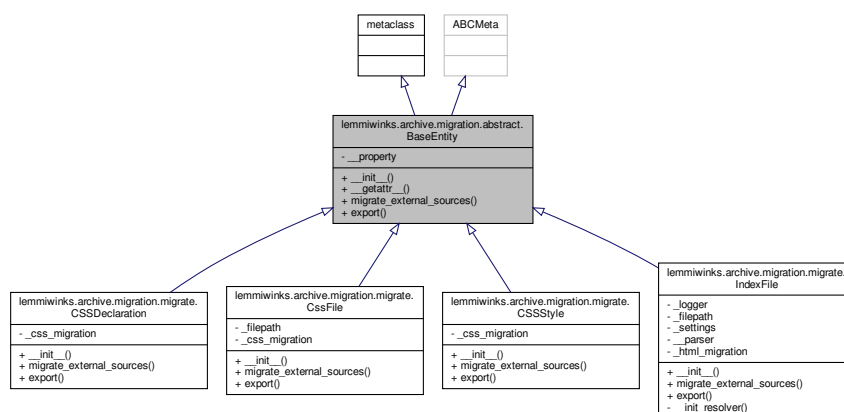 metaclass
ABCMeta
lemmiwinks.archive.migration.abstract.
BaseEntity
- __property
+ __init__()
+ __getattr__()
+ migrate_external_sources()
+ export()
lemmiwinks.archive.migration.migrate.
CSSDeclaration
- _css_migration
+ __init__()
+ migrate_external_sources()
+ export()
lemmiwinks.archive.migration.migrate.
CssFile
- _filepath
- _css_migration
+ __init__()
+ migrate_external_sources()
+ export()
lemmiwinks.archive.migration.migrate.
CSSStyle
- _css_migration
+ __init__()
+ migrate_external_sources()
+ export()
lemmiwinks.archive.migration.migrate.
IndexFile
- _logger
- _filepath
- _settings
- __parser
- _html_migration
+ __init__()
+ migrate_external_sources()
+ export()
- __init_resolver()